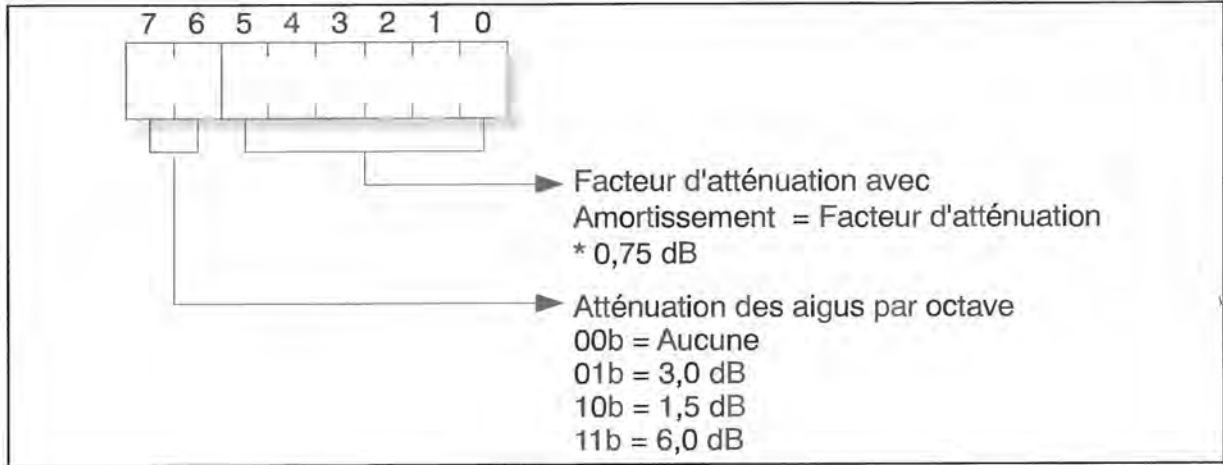 7 6 5 4 3 2 1 0
Facteur d'atténuation avec
Amortissement = Facteur d'atténuation
* 0,75 dB
Atténuation des aigus par octave
00b = Aucune
01b = 3,0 dB
10b = 1,5 dB
11b = 6,0 dB